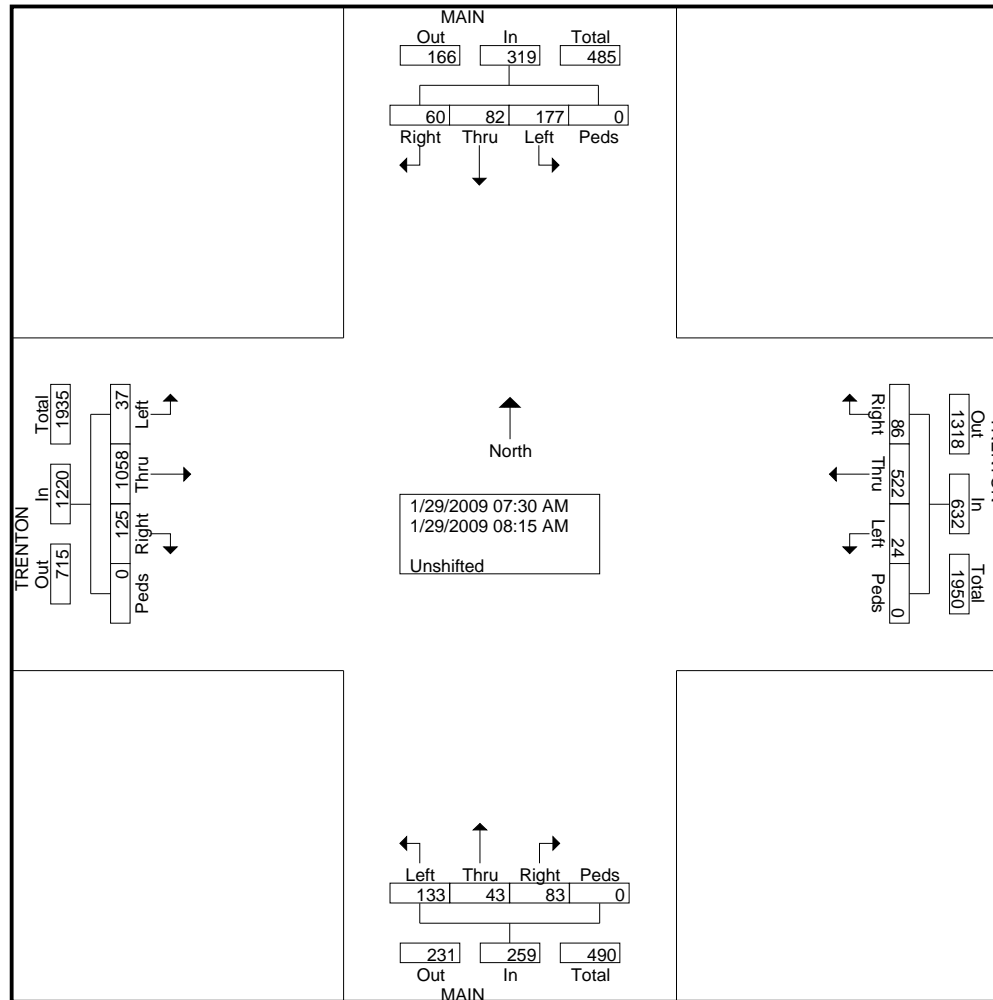 MAIN
Out In Total
166 319 485
60 82 177 0
Right Thru Left Peds
TRENTON
Out In Total
715 1220 1935
37 1058 125 0
Left Thru Right Peds
North
1/29/2009 07:30 AM
1/29/2009 08:15 AM
Unshifted
Right Thru Left Peds
86 522 24 0
Out In Total
1318 632 1950
TRENTON
Left Thru Right Peds
133 43 83 0
231 259 490
Out In Total
MAIN